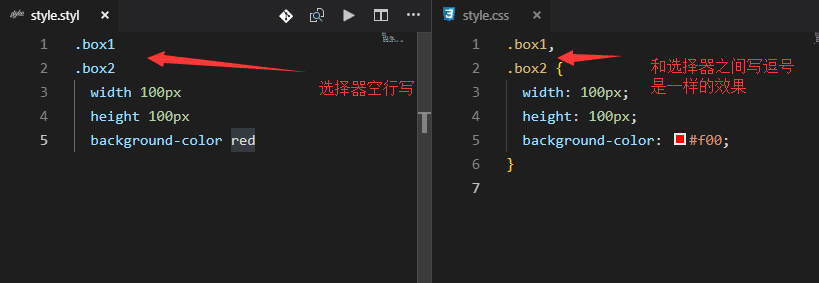 style.styl
1 .box1
2 .box2
3 width 100px
4 height 100px
5 background-color red
选择器空行写
style.css
1 .box1,
2 .box2 {
3 width: 100px;
4 height: 100px;
5 background-color: #f00;
6 }
7
和选择器之间写逗号
是一样的效果